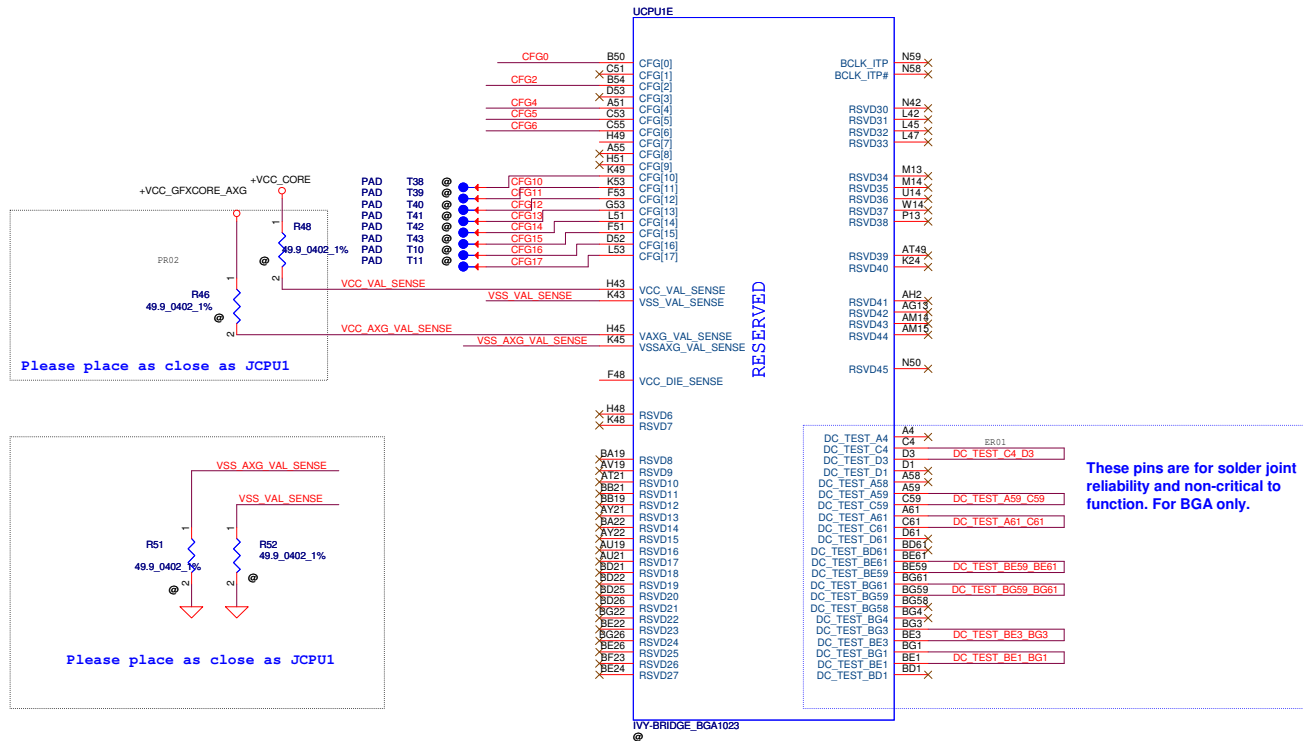 UCPU1E
CFG0 B50 CFG[0]
C51 CFG[1]
CFG2 B54 CFG[2]
D53 CFG[3]
CFG4 A51 CFG[4]
CFG5 C53 CFG[5]
CFG6 C55 CFG[6]
H49 CFG[7]
A55 CFG[8]
H51 CFG[9]
K49 CFG[10]
K53 CFG[11]
F53 CFG[12]
G53 CFG[13]
L51 CFG[14]
F51 CFG[15]
D52 CFG[16]
L53 CFG[17]
PAD T38 @ CFG10
PAD T39 @ CFG11
PAD T40 @ CFG12
PAD T41 @ CFG13
PAD T42 @ CFG14
PAD T43 @ CFG15
PAD T10 @ CFG16
PAD T11 @ CFG17
+VCC_CORE
+VCC_GFXCORE_AXG
PR02
1
R48
49.9_0402_1%
@
2
1
R46
49.9_0402_1%
@
2
VCC_VAL_SENSE H43 VCC_VAL_SENSE
VSS_VAL_SENSE K43 VSS_VAL_SENSE
VCC_AXG_VAL_SENSE H45 VAXG_VAL_SENSE
VSS_AXG_VAL_SENSE K45 VSSAXG_VAL_SENSE
Please place as close as JCPU1
F48 VCC_DIE_SENSE
H48 RSVD6
K48 RSVD7
BA19 RSVD8
AV19 RSVD9
AT21 RSVD10
BB21 RSVD11
BB19 RSVD12
AY21 RSVD13
BA22 RSVD14
AY22 RSVD15
AU19 RSVD16
AU21 RSVD17
BD21 RSVD18
BD22 RSVD19
BD25 RSVD20
BD26 RSVD21
BG22 RSVD22
BE22 RSVD23
BG26 RSVD24
BE26 RSVD25
BF23 RSVD26
BE24 RSVD27
VSS_AXG_VAL_SENSE
VSS_VAL_SENSE
1
R51
49.9_0402_1%
@
2
1
R52
49.9_0402_1%
@
2
Please place as close as JCPU1
RESERVED
BCLK_ITP N59
BCLK_ITP# N58
RSVD30 N42
RSVD31 L42
RSVD32 L45
RSVD33 L47
RSVD34 M13
RSVD35 M14
RSVD36 U14
RSVD37 W14
RSVD38 P13
RSVD39 AT49
RSVD40 K24
RSVD41 AH2
RSVD42 AG13
RSVD43 AM14
RSVD44 AM15
RSVD45 N50
DC_TEST_A4 A4
DC_TEST_C4 C4 ER01
DC_TEST_D3 D3 DC_TEST_C4_D3
DC_TEST_D1 D1
DC_TEST_A58 A58
DC_TEST_A59 A59
DC_TEST_C59 C59 DC_TEST_A59_C59
DC_TEST_A61 A61
DC_TEST_C61 C61 DC_TEST_A61_C61
DC_TEST_D61 D61
DC_TEST_BD61 BD61
DC_TEST_BE61 BE61
DC_TEST_BE59 BE59 DC_TEST_BE59_BE61
DC_TEST_BG61 BG61
DC_TEST_BG59 BG59 DC_TEST_BG59_BG61
DC_TEST_BG58 BG58
DC_TEST_BG4 BG4
DC_TEST_BG3 BG3
DC_TEST_BE3 BE3 DC_TEST_BE3_BG3
DC_TEST_BG1 BG1
DC_TEST_BE1 BE1 DC_TEST_BE1_BG1
DC_TEST_BD1 BD1
These pins are for solder joint
reliability and non-critical to
function. For BGA only.
IVY-BRIDGE_BGA1023
@